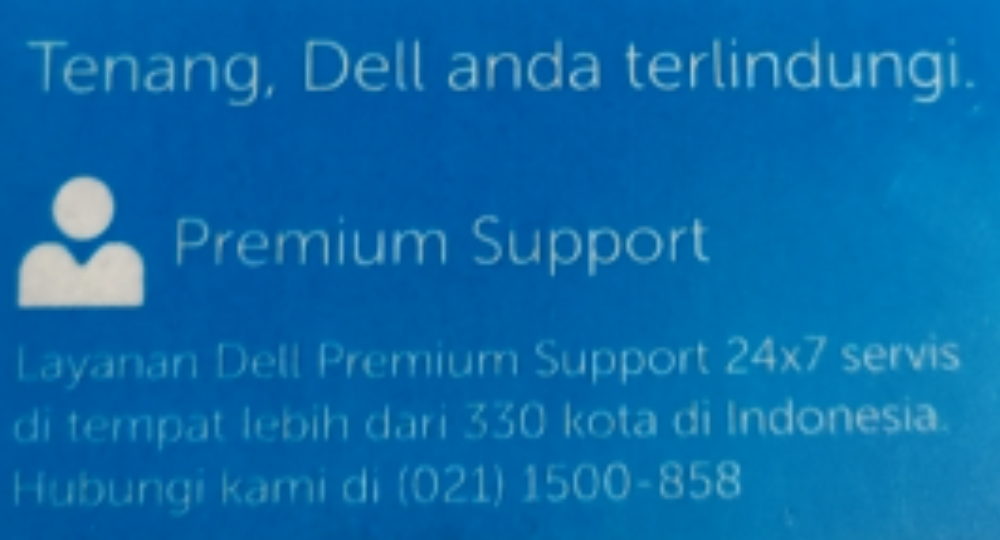 Tenang, Dell anda terlindungi.
Premium Support
Layanan Dell Premium Support 24x7 servis
di tempat lebih dari 330 kota di Indonesia.
Hubungi kami di (021) 1500-858